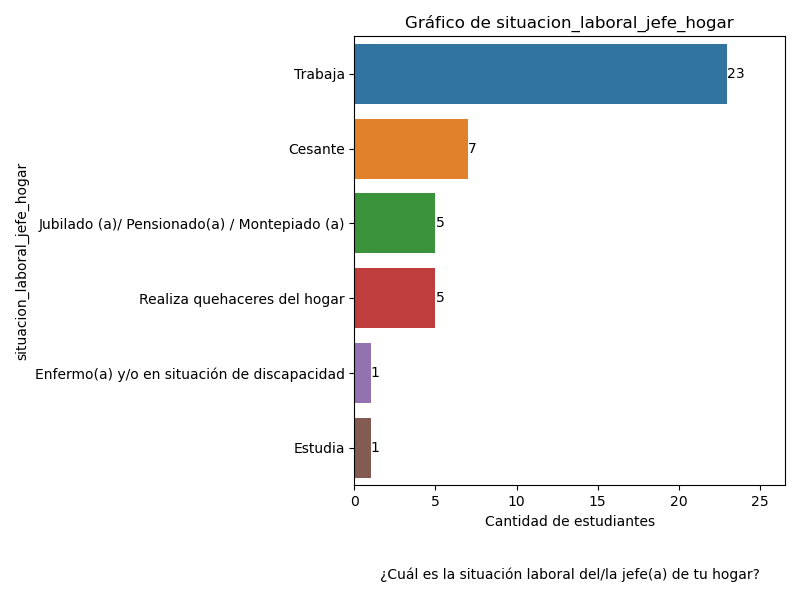 Gráfico de situacion_laboral_jefe_hogar
situacion_laboral_jefe_hogar
Trabaja
23
Cesante
7
Jubilado (a)/ Pensionado(a) / Montepiado (a)
5
Realiza quehaceres del hogar
5
Enfermo(a) y/o en situación de discapacidad
1
Estudia
1
0 5 10 15 20 25
Cantidad de estudiantes
¿Cuál es la situación laboral del/la jefe(a) de tu hogar?